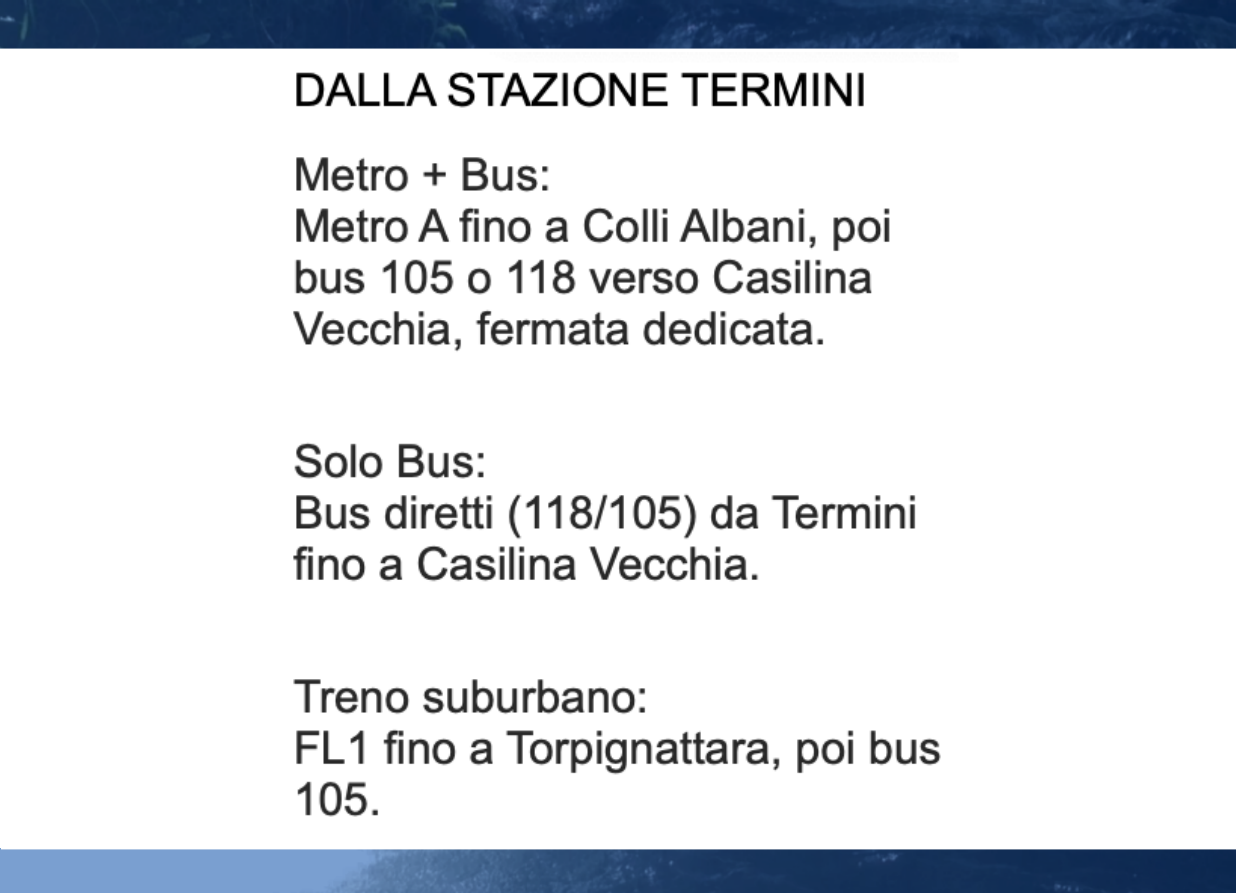 DALLA STAZIONE TERMINI
Metro + Bus:
Metro A fino a Colli Albani, poi
bus 105 o 118 verso Casilina
Vecchia, fermata dedicata.
Solo Bus:
Bus diretti (118/105) da Termini
fino a Casilina Vecchia.
Treno suburbano:
FL1 fino a Torpignattara, poi bus
105.